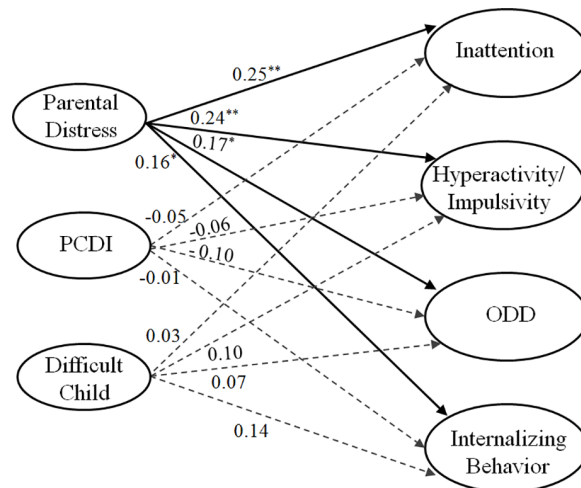 Inattention
0.25**
Parental
Distress
0.24**
0.17*
0.16*
Hyperactivity/
Impulsivity
-0.05
PCDI
-0.06
-0.10
-0.01
ODD
0.03
0.10
Difficult
Child
0.07
0.14
Internalizing
Behavior